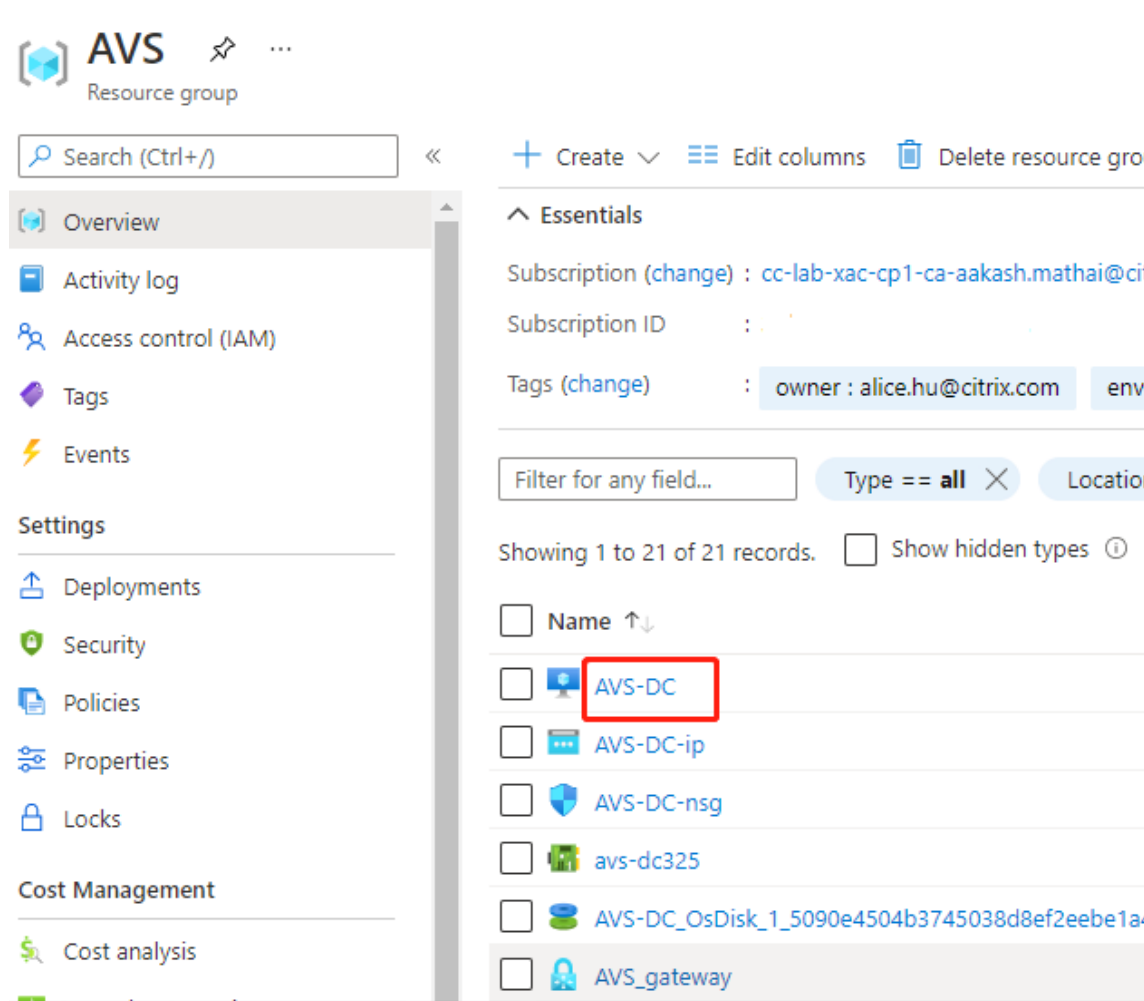 AVS
...
Resource group
Search (Ctrl+/)
«
Overview
Activity log
Access control (IAM)
Tags
Events
Settings
Deployments
Security
Policies
Properties
Locks
Cost Management
Cost analysis
Create
Edit columns
Delete resource gro
Essentials
Subscription (change) : cc-lab-xac-cp1-ca-aakash.mathai@ci
Subscription ID :
Tags (change) : owner : alice.hu@citrix.com env
Filter for any field... Type == all Location
Showing 1 to 21 of 21 records. Show hidden types
Name ↑↓
AVS-DC
AVS-DC-ip
AVS-DC-nsg
avs-dc325
AVS-DC_OsDisk_1_5090e4504b3745038d8ef2eebe1a4
AVS_gateway